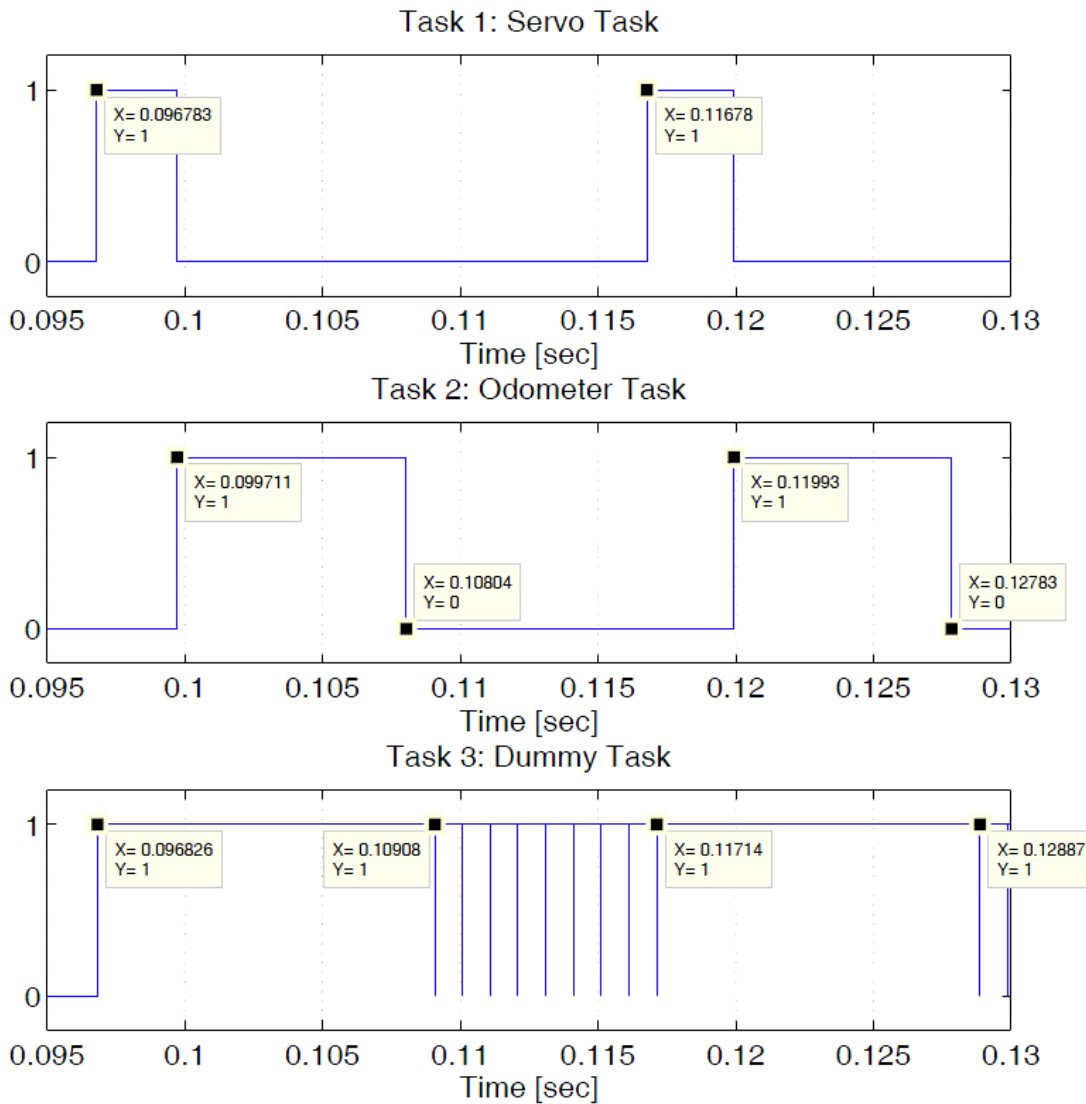 Task 1: Servo Task
1
X= 0.096783
Y= 1
X= 0.11678
Y= 1
0
0.095 0.1 0.105 0.11 0.115 0.12 0.125 0.13
Time [sec]
Task 2: Odometer Task
1
X= 0.099711
Y= 1
X= 0.11993
Y= 1
X= 0.10804
Y= 0
X= 0.12783
Y= 0
0
0.095 0.1 0.105 0.11 0.115 0.12 0.125 0.13
Time [sec]
Task 3: Dummy Task
1
X= 0.096826
Y= 1
X= 0.10908
Y= 1
X= 0.11714
Y= 1
X= 0.12887
Y= 1
0
0.095 0.1 0.105 0.11 0.115 0.12 0.125 0.13
Time [sec]